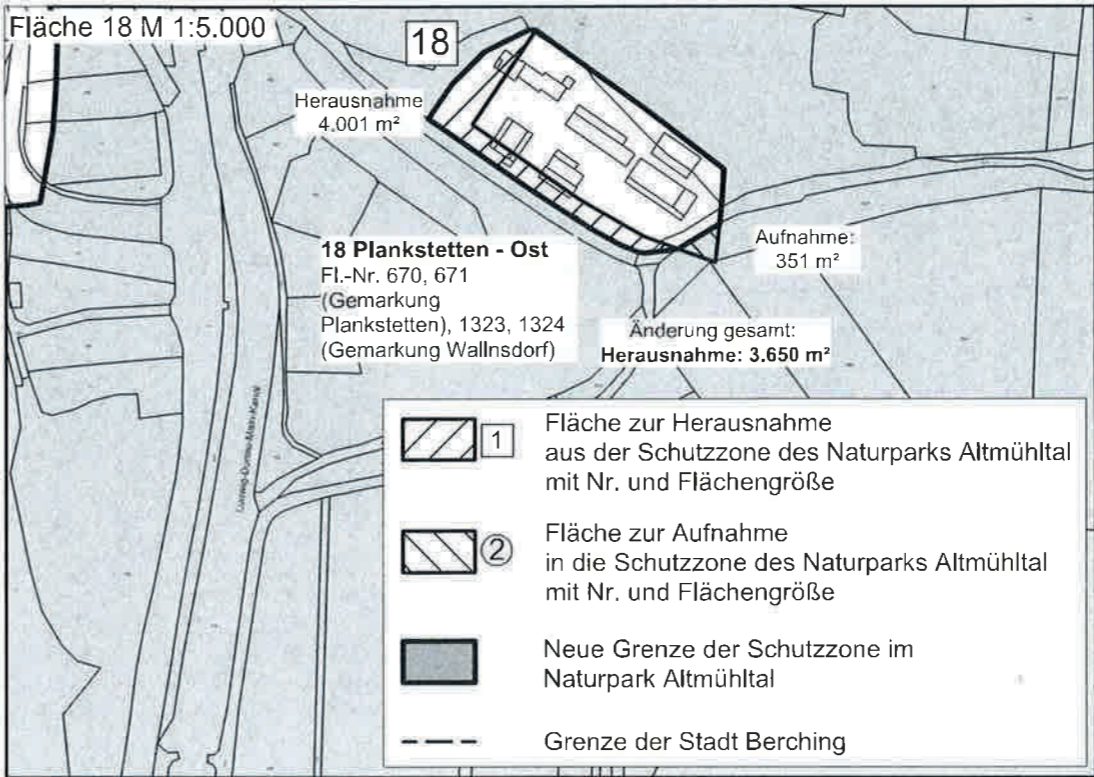 Fläche 18 M 1:5.000
18
Herausnahme
4.001 m²
18 Plankstetten - Ost
Fl.-Nr. 670, 671
(Gemarkung
Plankstetten), 1323, 1324
(Gemarkung Wallnsdorf)
Aufnahme:
351 m²
Änderung gesamt:
Herausnahme: 3.650 m²
Ludwig-Donau-Main-Kanal
1
Fläche zur Herausnahme
aus der Schutzzone des Naturparks Altmühltal
mit Nr. und Flächengröße
2
Fläche zur Aufnahme
in die Schutzzone des Naturparks Altmühltal
mit Nr. und Flächengröße
Neue Grenze der Schutzzone im
Naturpark Altmühltal
Grenze der Stadt Berching